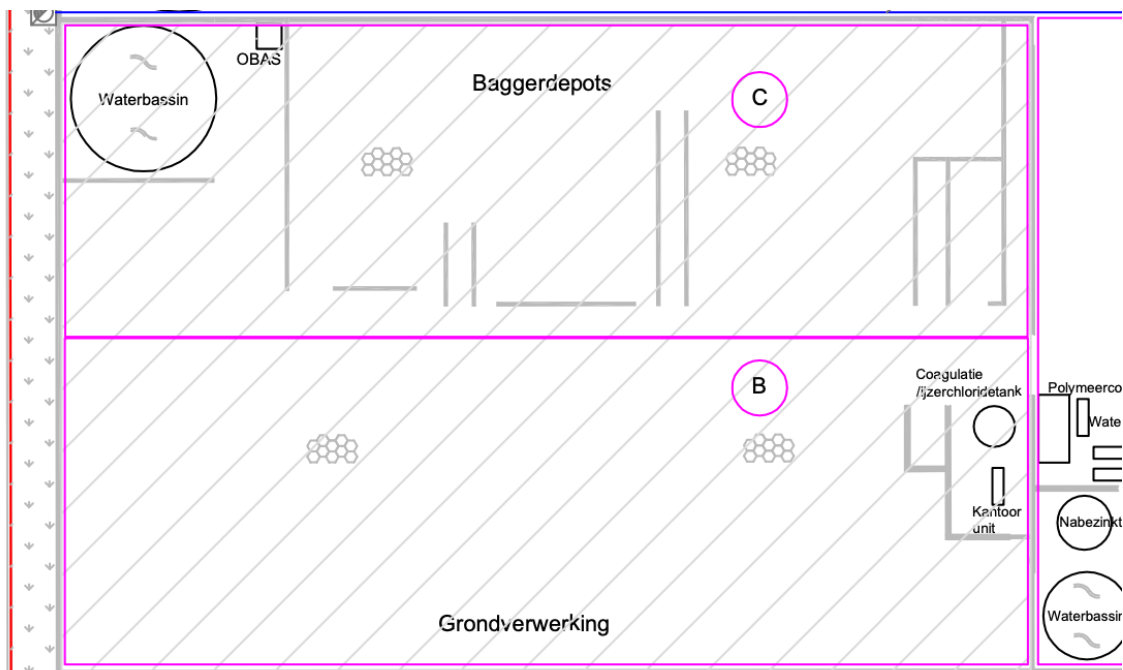 OBAS
Baggerdepots
C
Waterbassin
B
Coagulatie
/ijzerchloridetank
Polymeerco
Wate
Kantoor
unit
Nabezinkt
Waterbassin
Grondverwerking